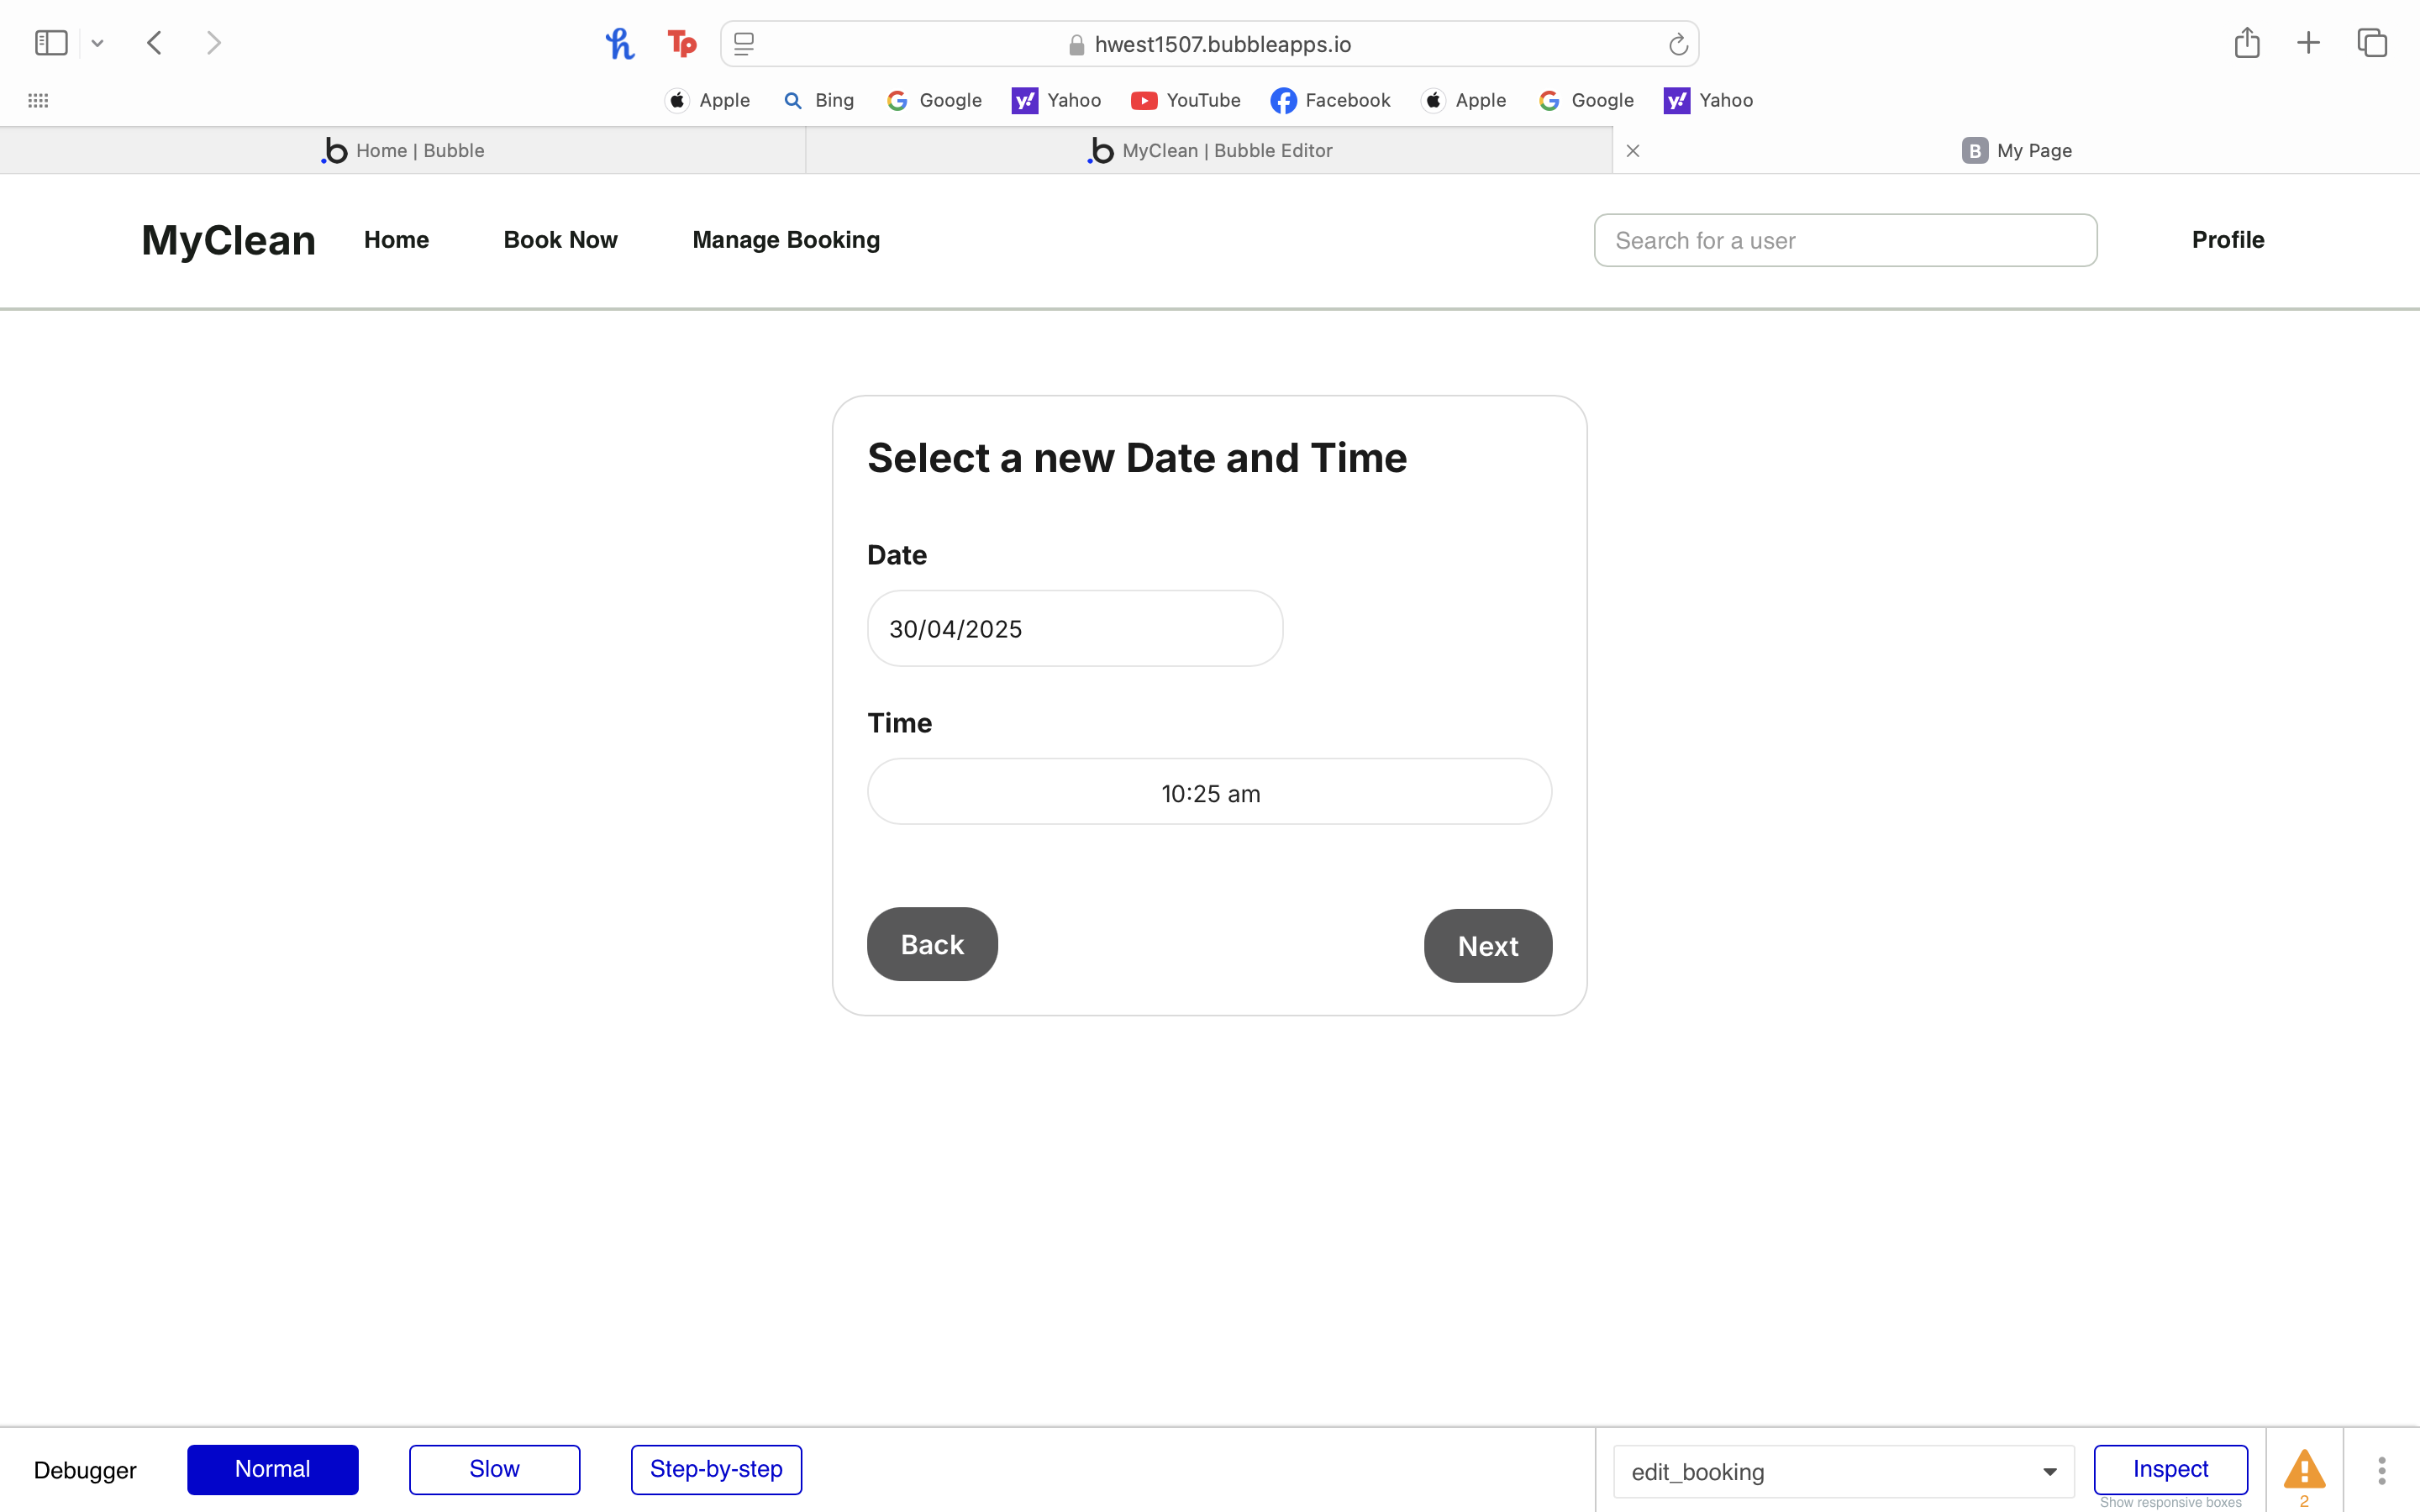 hwest1507.bubbleapps.io
Apple Bing Google Yahoo YouTube Facebook Apple Google Yahoo
Home | Bubble MyClean | Bubble Editor B My Page
MyClean Home Book Now Manage Booking Search for a user Profile
Select a new Date and Time
Date
30/04/2025
Time
10:25 am
Back Next
Debugger Normal Slow Step-by-step edit_booking Inspect
Show responsive boxes 2